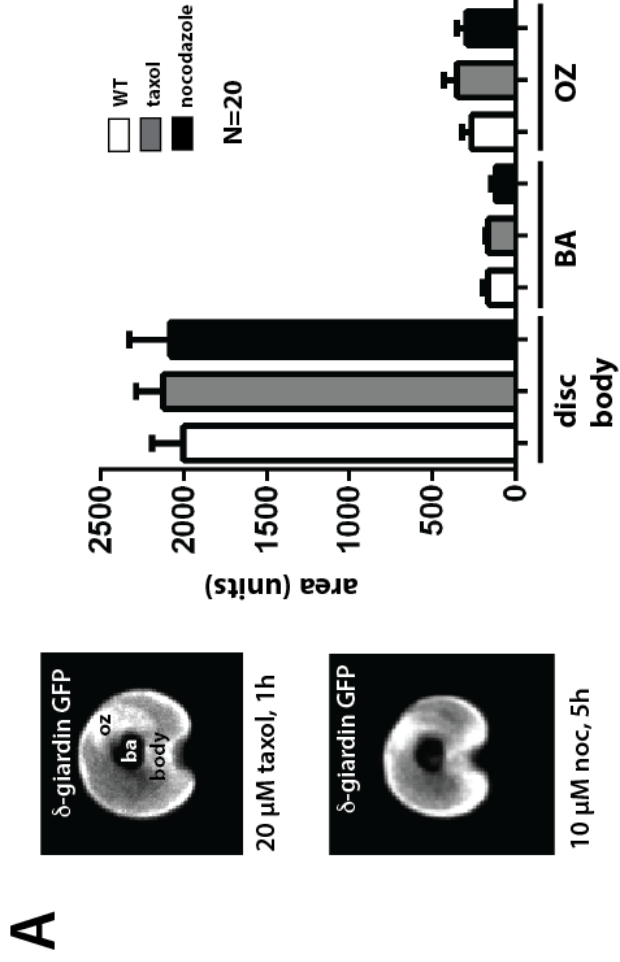 A
δ-giardin GFP
oz
ba
body
20 µM taxol, 1h
δ-giardin GFP
10 µM noc, 5h
area (units)
2500
2000
1500
1000
500
0
WT
taxol
nocodazole
N=20
disc
body
BA
OZ